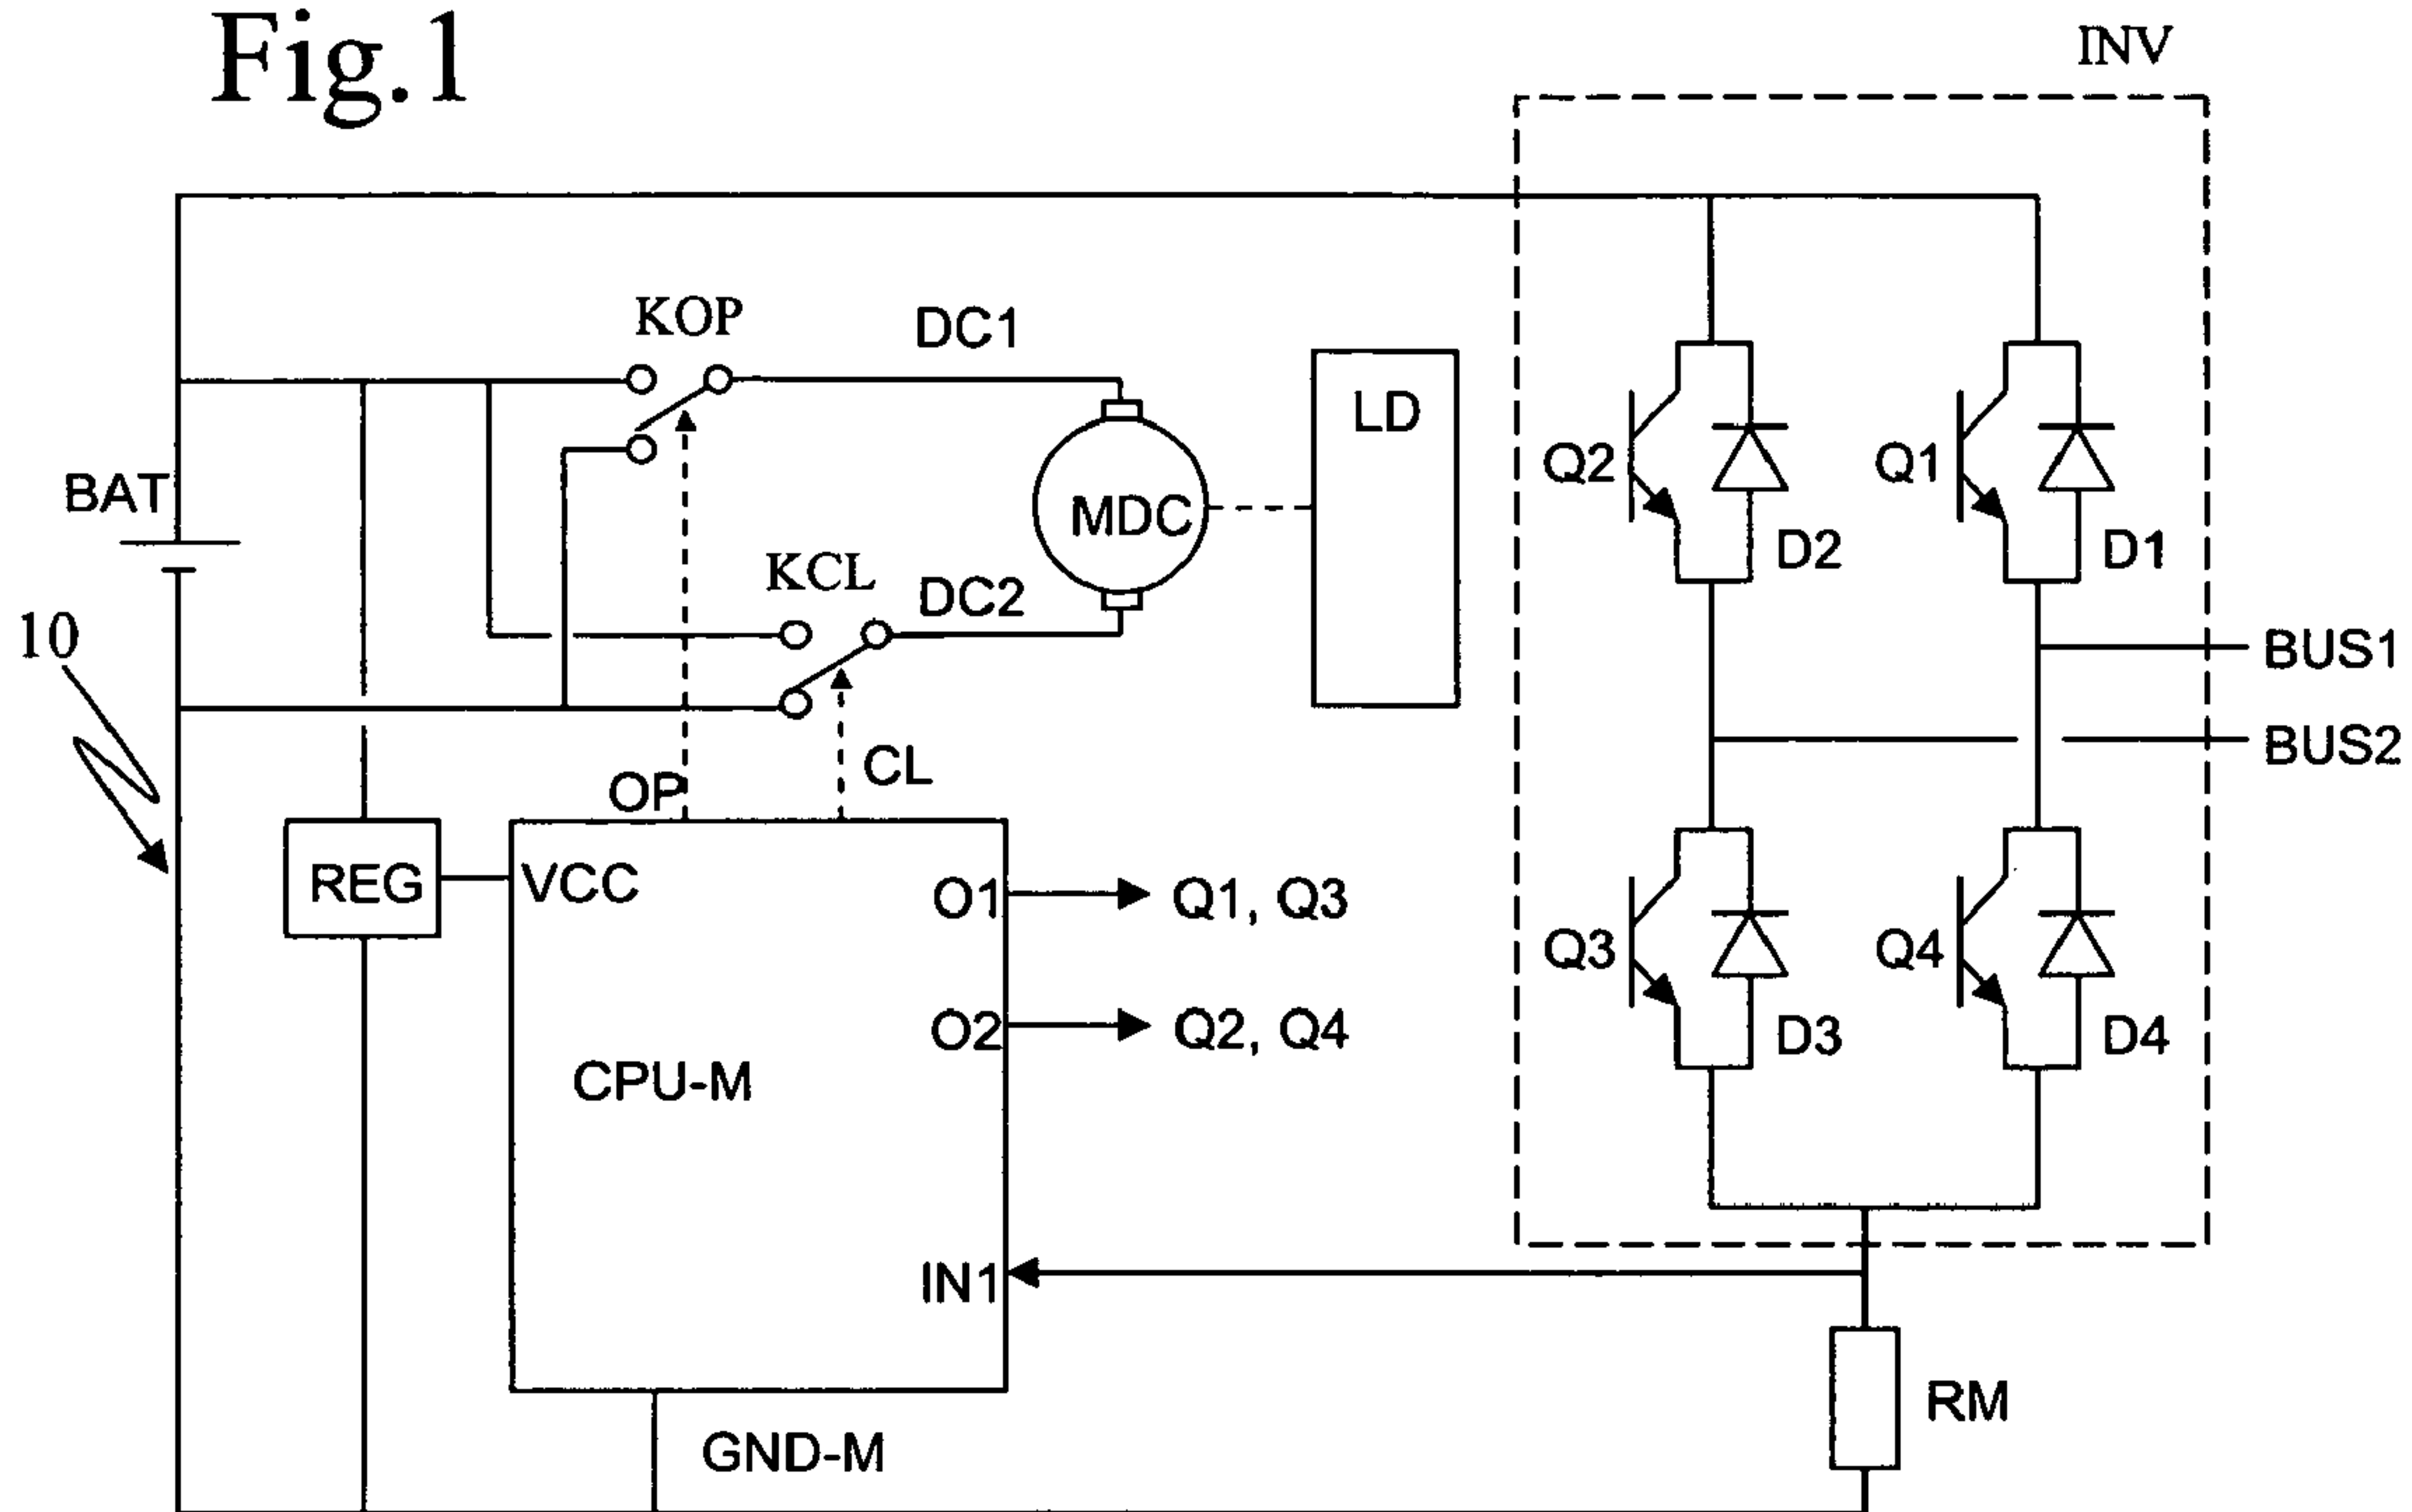 Fig.1
INV
KOP
DC1
LD
BAT
MDC
Q2
Q1
D2
D1
KCL
DC2
10
BUS1
BUS2
OP
CL
REG
VCC
O1
Q1, Q3
Q3
Q4
O2
Q2, Q4
D3
D4
CPU-M
IN1
RM
GND-M